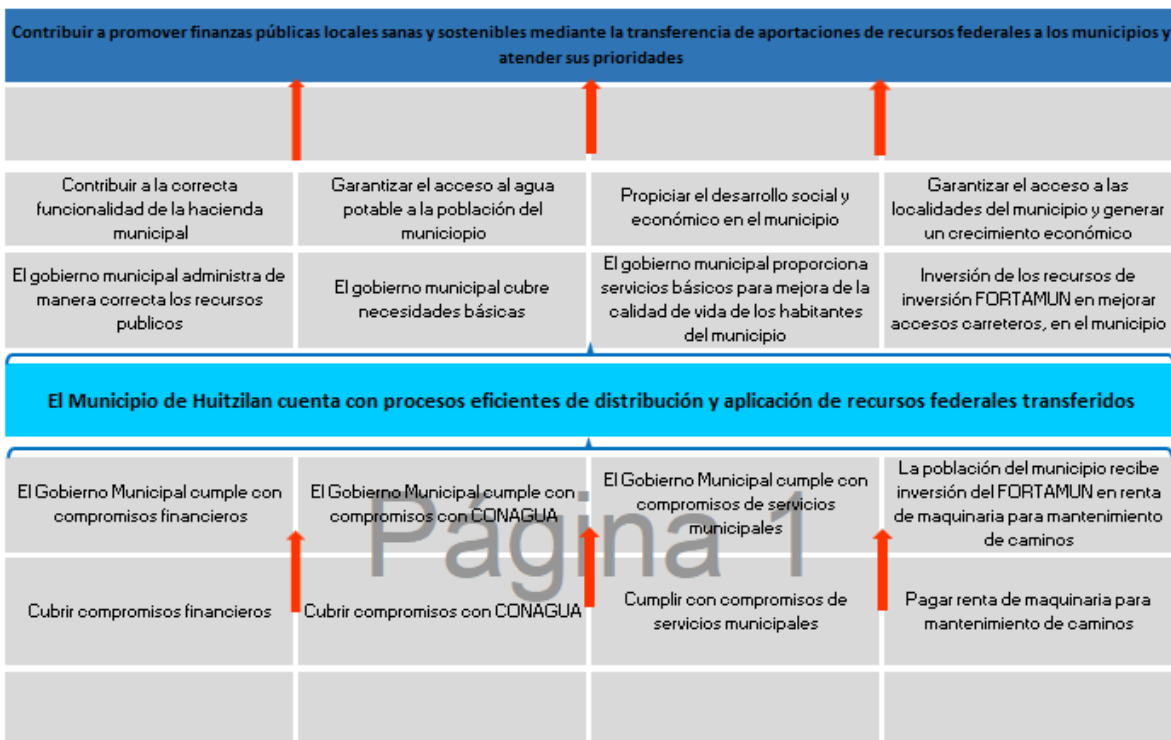 Contribuir a promover finanzas públicas locales sanas y sostenibles mediante la transferencia de aportaciones de recursos federales a los municipios y
atender sus prioridades
Contribuir a la correcta
funcionalidad de la hacienda
municipal
Garantizar el acceso al agua
potable a la población del
municiopio
Propiciar el desarrollo social y
económico en el municipio
Garantizar el acceso a las
localidades del municipio y generar
un crecimiento económico
El gobierno municipal administra de
manera correcta los recursos
publicos
El gobierno municipal cubre
necesidades básicas
El gobierno municipal proporciona
servicios básicos para mejora de la
calidad de vida de los habitantes
del municipio
Inversión de los recursos de
inversión FORTAMUN en mejorar
accesos carreteros, en el municipio
El Municipio de Huitzilan cuenta con procesos eficientes de distribución y aplicación de recursos federales transferidos
El Gobierno Municipal cumple con
compromisos financieros
El Gobierno Municipal cumple con
compromisos con CONAGUA
El Gobierno Municipal cumple con
compromisos de servicios
municipales
La población del municipio recibe
inversión del FORTAMUN en renta
de maquinaria para mantenimiento
de caminos
Página 1
Cubrir compromisos financieros
Cubrir compromisos con CONAGUA
Cumplir con compromisos de
servicios municipales
Pagar renta de maquinaria para
mantenimiento de caminos